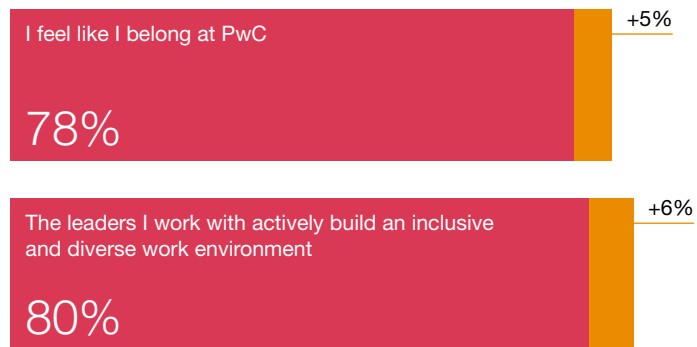 I feel like I belong at PwC
+5%
78%
The leaders I work with actively build an inclusive
and diverse work environment
+6%
80%